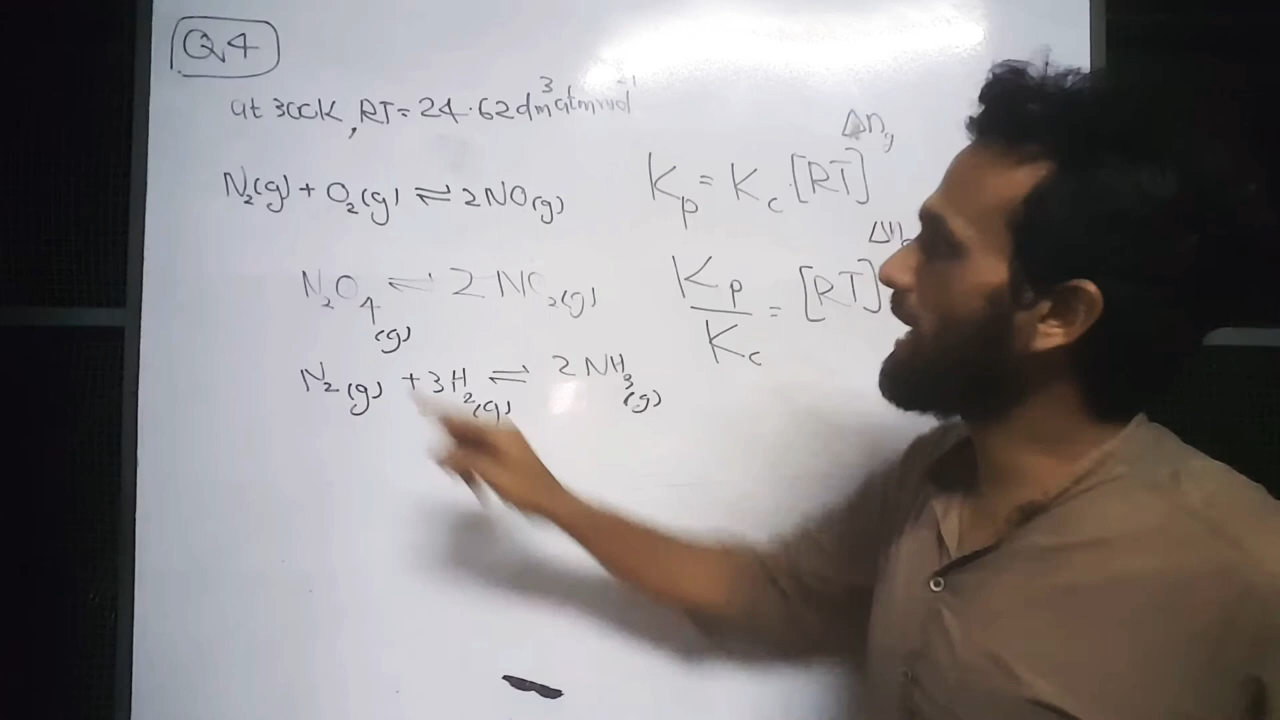 Q4
at 300K, RT = 24.62 dm³ atm mol⁻¹
N₂(g) + O₂(g) ⇌ 2NO(g)
N₂O₄(g) ⇌ 2NO₂(g)
N₂(g) + 3H₂(g) ⇌ 2NH₃(g)
Kp = Kc.[RT]^Δng
Kp/Kc = [RT]^Δn